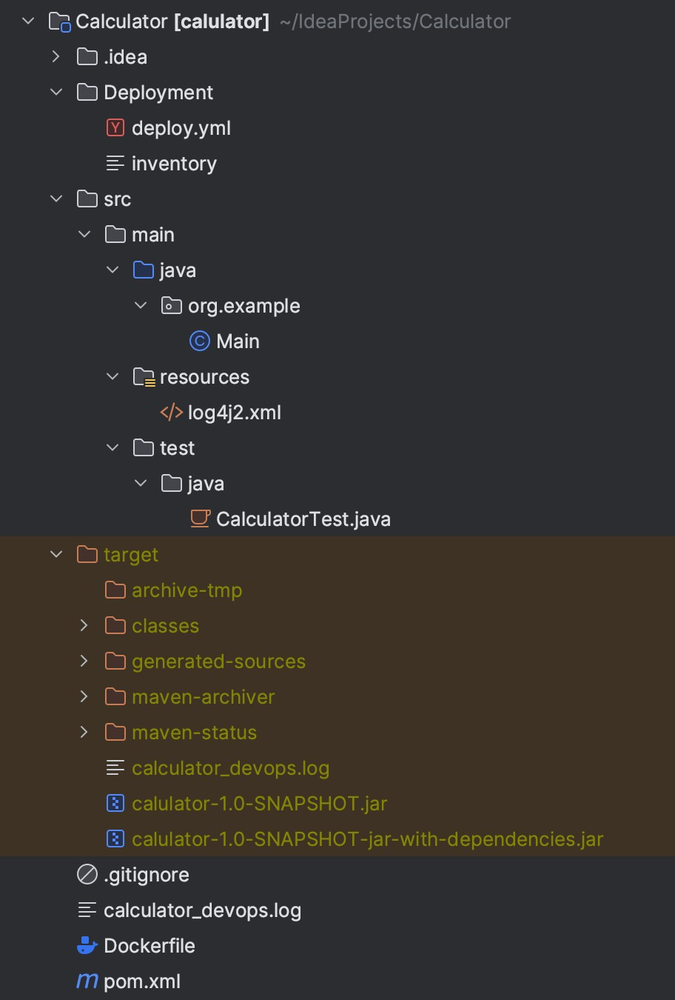 Calculator [calulator] ~/IdeaProjects/Calculator
.idea
Deployment
deploy.yml
inventory
src
main
java
org.example
Main
resources
log4j2.xml
test
java
CalculatorTest.java
target
archive-tmp
classes
generated-sources
maven-archiver
maven-status
calculator_devops.log
calulator-1.0-SNAPSHOT.jar
calulator-1.0-SNAPSHOT-jar-with-dependencies.jar
.gitignore
calculator_devops.log
Dockerfile
pom.xml